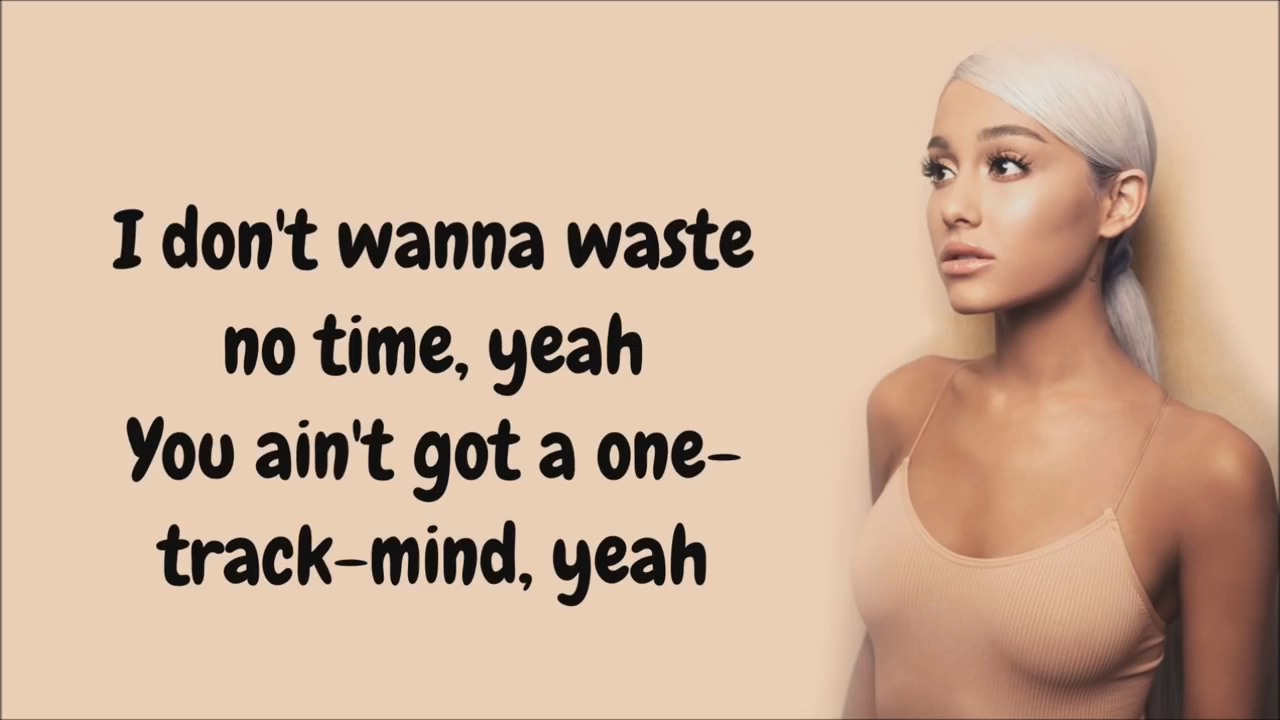 I don't wanna waste
no time, yeah
You ain't got a one-
track-mind, yeah